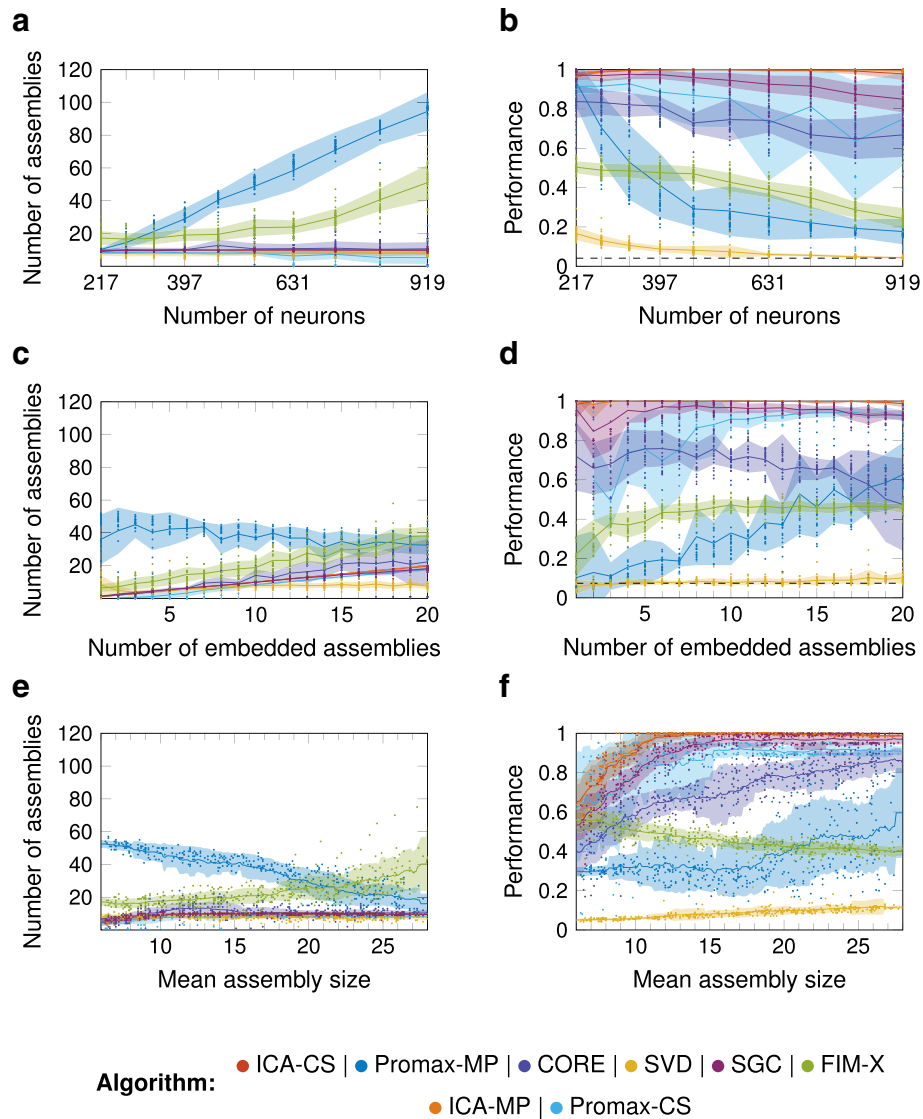 a
b
120
100
80
60
40
20
217
397
631
919
Number of assemblies
Number of neurons
1
0.8
0.6
0.4
0.2
0
217
397
631
919
Performance
Number of neurons
c
d
120
100
80
60
40
20
5
10
15
20
Number of assemblies
Number of embedded assemblies
1
0.8
0.6
0.4
0.2
0
5
10
15
20
Performance
Number of embedded assemblies
e
f
120
100
80
60
40
20
10
15
20
25
Number of assemblies
Mean assembly size
1
0.8
0.6
0.4
0.2
0
10
15
20
25
Performance
Mean assembly size
Algorithm:
ICA-CS | Promax-MP | CORE | SVD | SGC | FIM-X
ICA-MP | Promax-CS